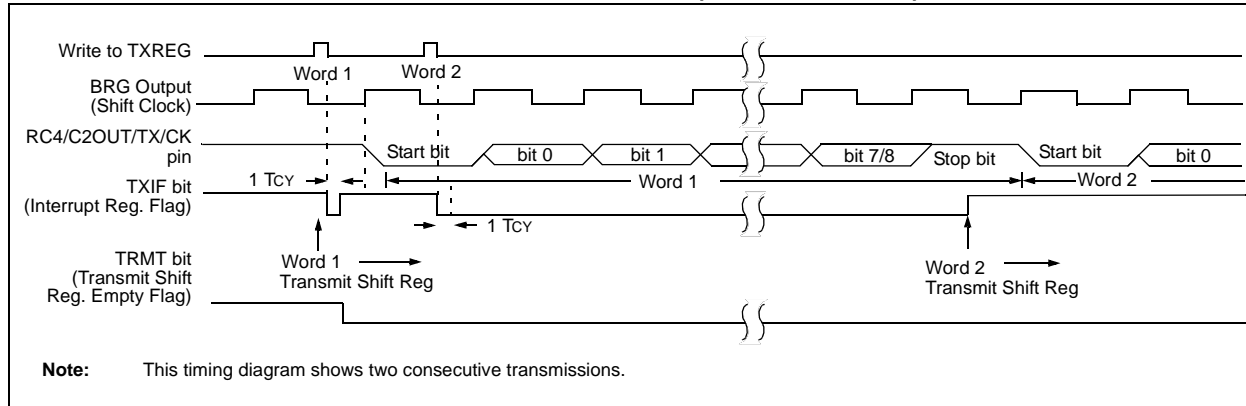 Write to TXREG
Word 1
Word 2
BRG Output
(Shift Clock)
RC4/C2OUT/TX/CK
pin
Start bit
bit 0
bit 1
bit 7/8
Stop bit
Start bit
bit 0
1 TCY
Word 1
Word 2
TXIF bit
(Interrupt Reg. Flag)
1 TCY
TRMT bit
(Transmit Shift
Reg. Empty Flag)
Word 1
Transmit Shift Reg
Word 2
Transmit Shift Reg
Note: This timing diagram shows two consecutive transmissions.